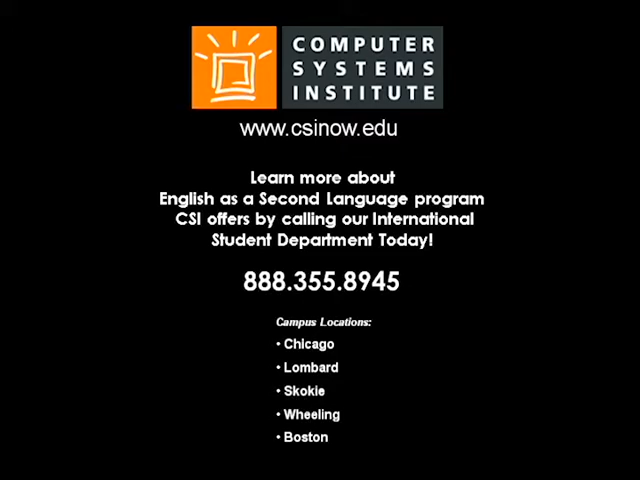 COMPUTER
SYSTEMS
INSTITUTE
www.csinow.edu
Learn more about
English as a Second Language program
CSI offers by calling our International
Student Department Today!
888.355.8945
Campus Locations:
• Chicago
• Lombard
• Skokie
• Wheeling
• Boston